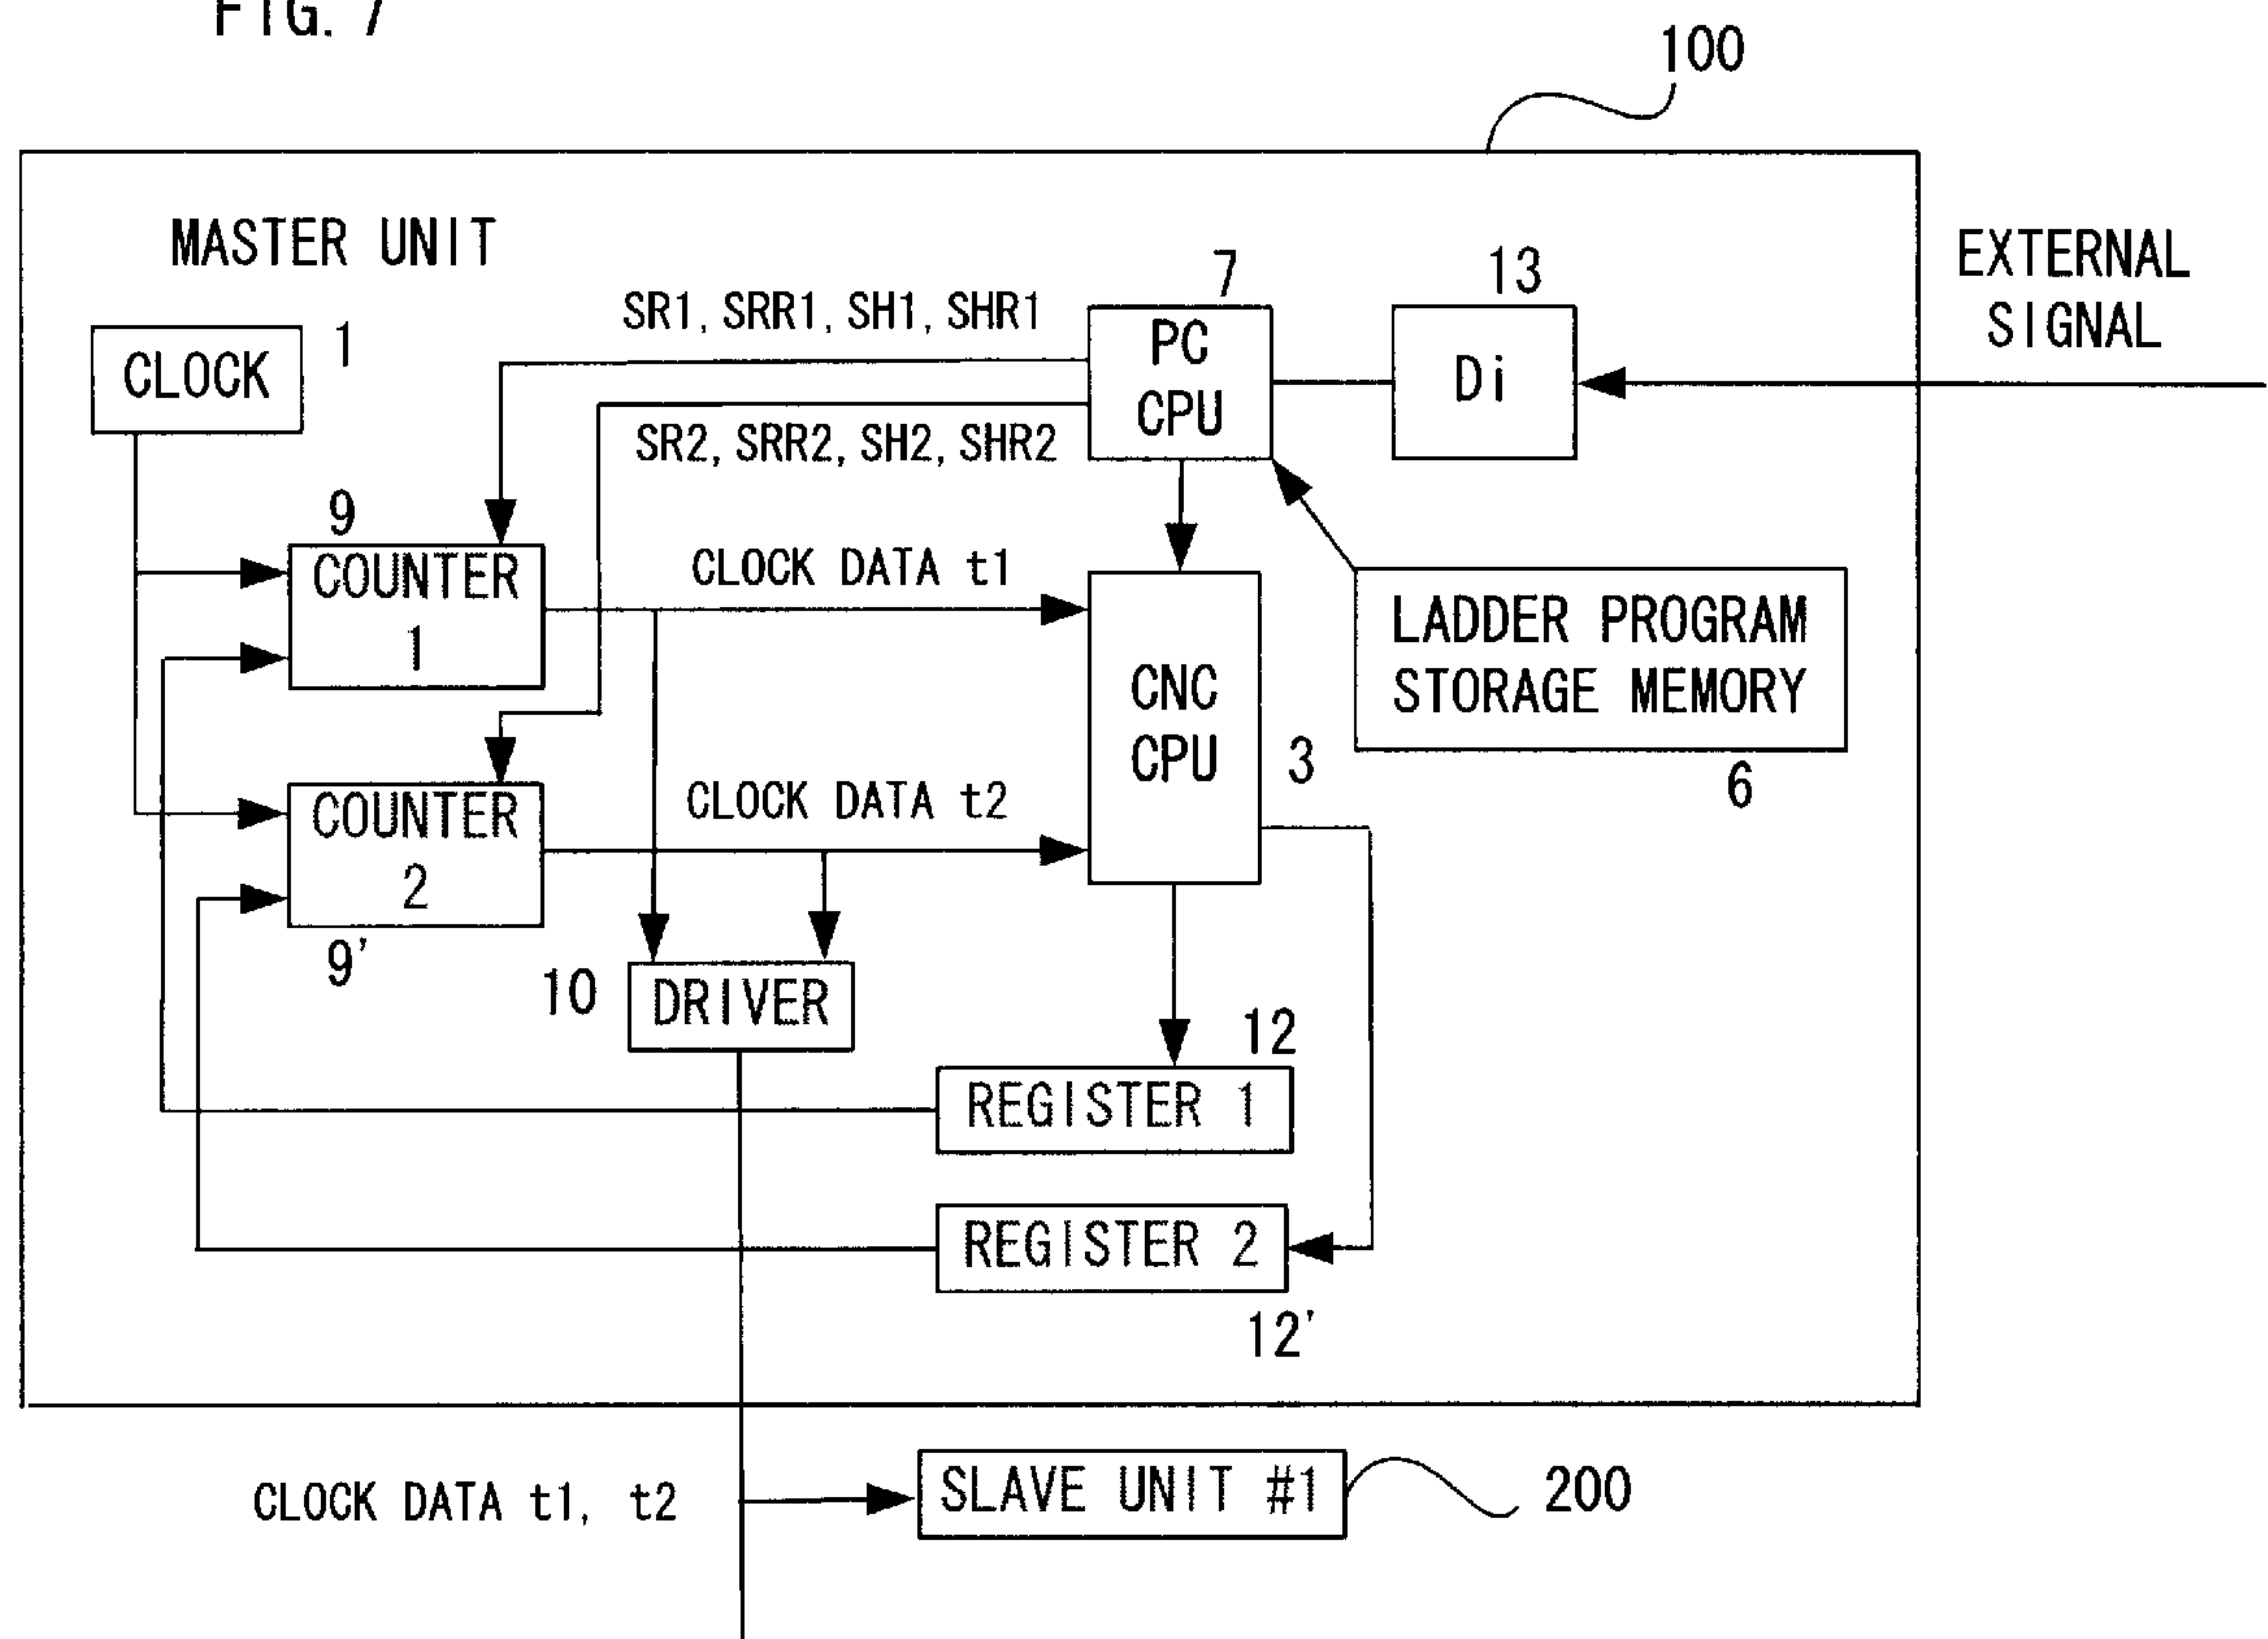 FIG. 7
100
MASTER UNIT
EXTERNAL
SIGNAL
SR1, SRR1, SH1, SHR1
7
13
CLOCK
1
PC
CPU
Di
SR2, SRR2, SH2, SHR2
9
COUNTER
1
CLOCK DATA t1
LADDER PROGRAM
STORAGE MEMORY
6
CNC
CPU
3
COUNTER
2
9'
CLOCK DATA t2
10
DRIVER
12
REGISTER 1
REGISTER 2
12'
CLOCK DATA t1, t2
SLAVE UNIT #1
200